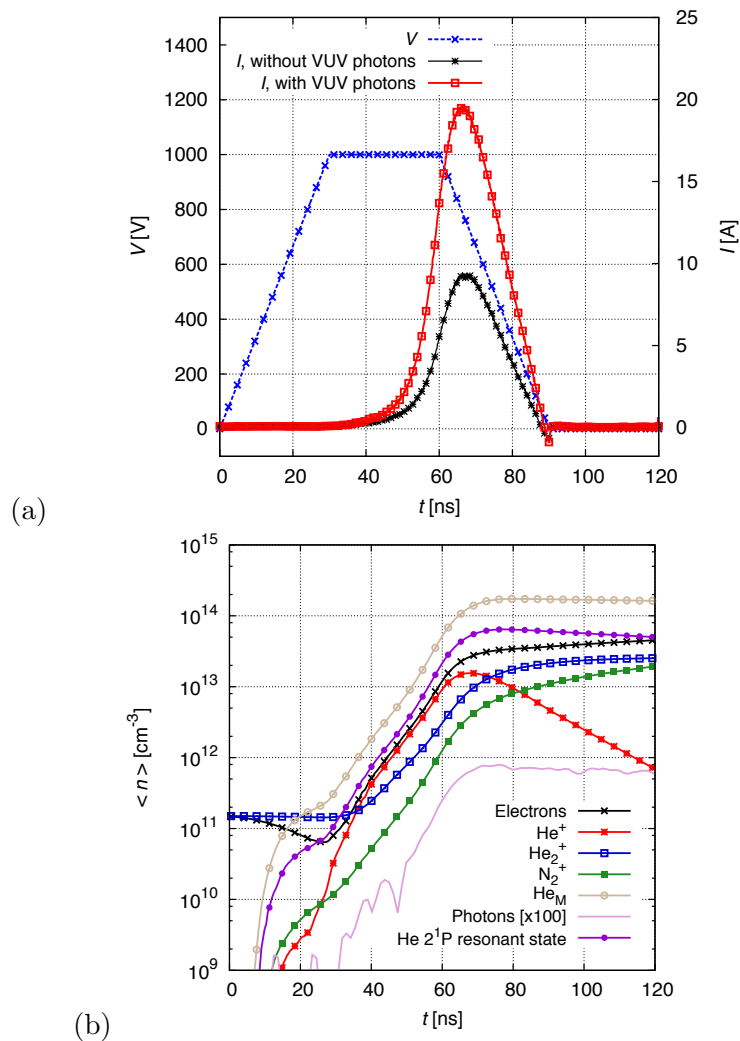 1400
1200
1000
800
600
400
200
0
V [V]
25
20
15
10
5
0
I [A]
V
I, without VUV photons
I, with VUV photons
0 20 40 60 80 100 120
t [ns]
(a)
10^15
10^14
10^13
10^12
10^11
10^10
10^9
< n > [cm^-3]
Electrons
He^+
He_2^+
N_2^+
He_M
Photons [x100]
He 2^1P resonant state
0 20 40 60 80 100 120
t [ns]
(b)